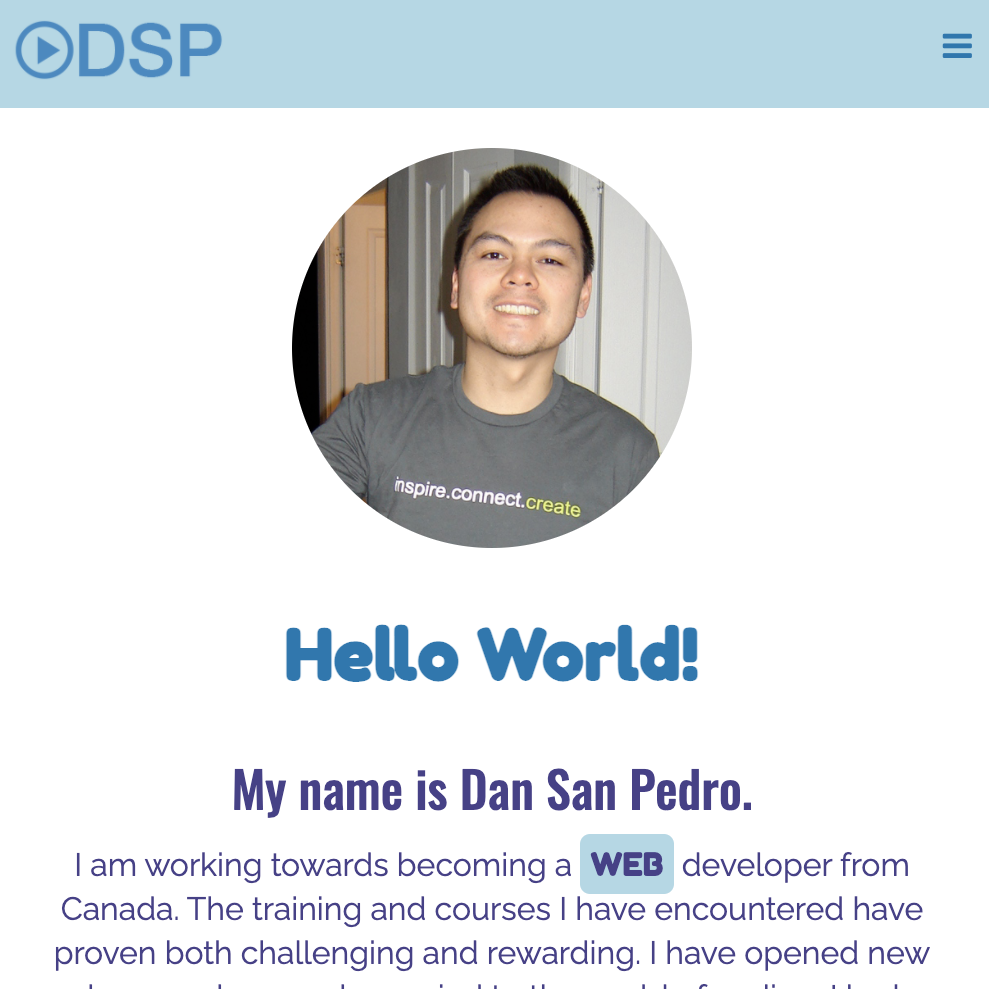 DSP
inspire.connect.create
Hello World!
My name is Dan San Pedro.
I am working towards becoming a WEB developer from
Canada. The training and courses I have encountered have
proven both challenging and rewarding. I have opened new